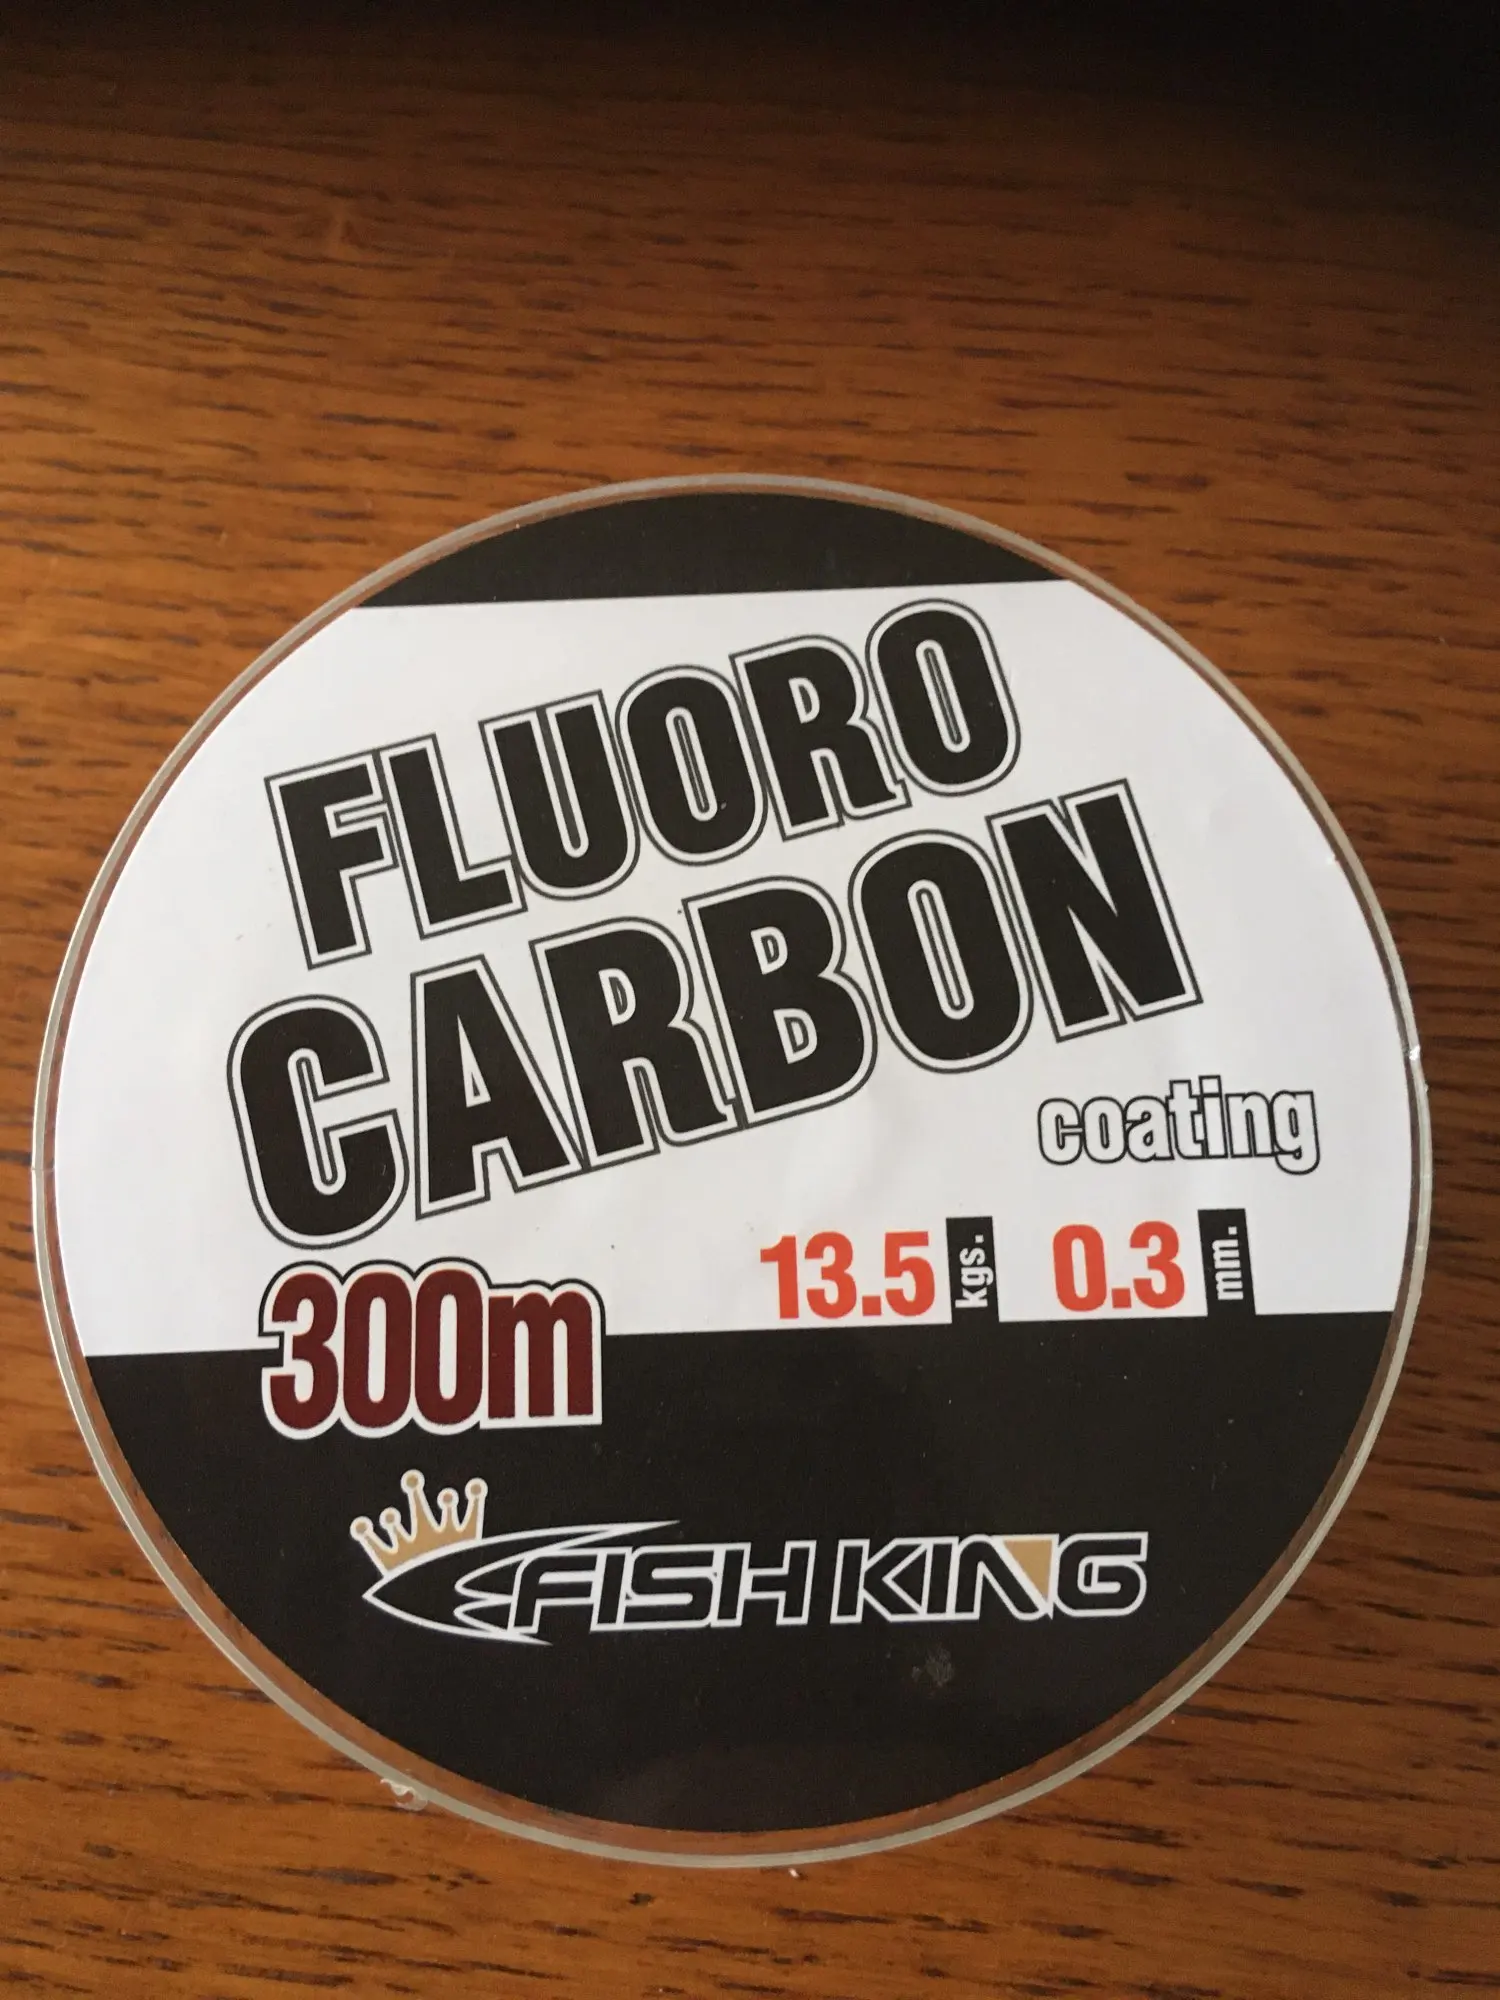 FLUORO
CARBON
coating
300m 13.5 kgs. 0.3 mm.
FISH KING